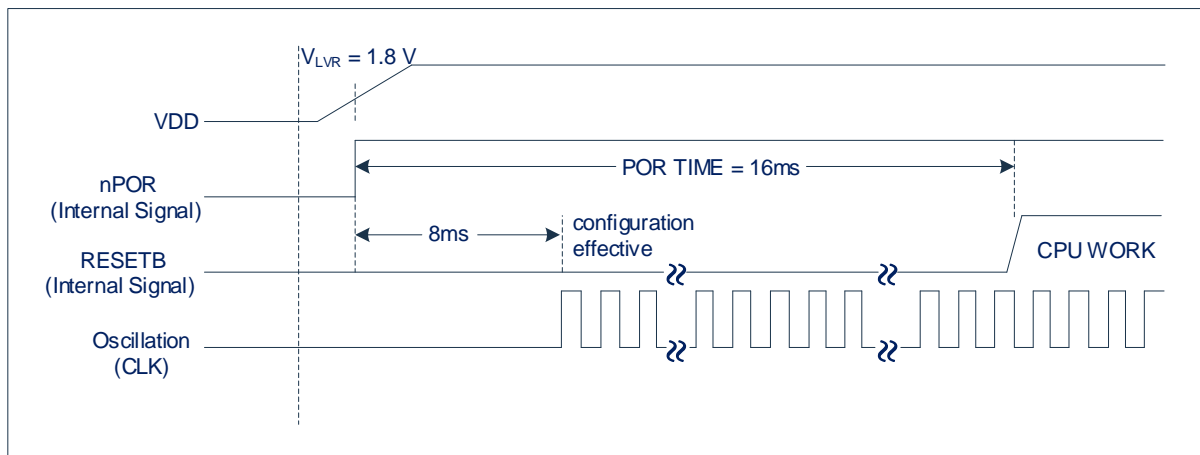 VLVR = 1.8 V
VDD
POR TIME = 16ms
nPOR
(Internal Signal)
8ms
configuration
effective
RESETB
(Internal Signal)
CPU WORK
Oscillation
(CLK)